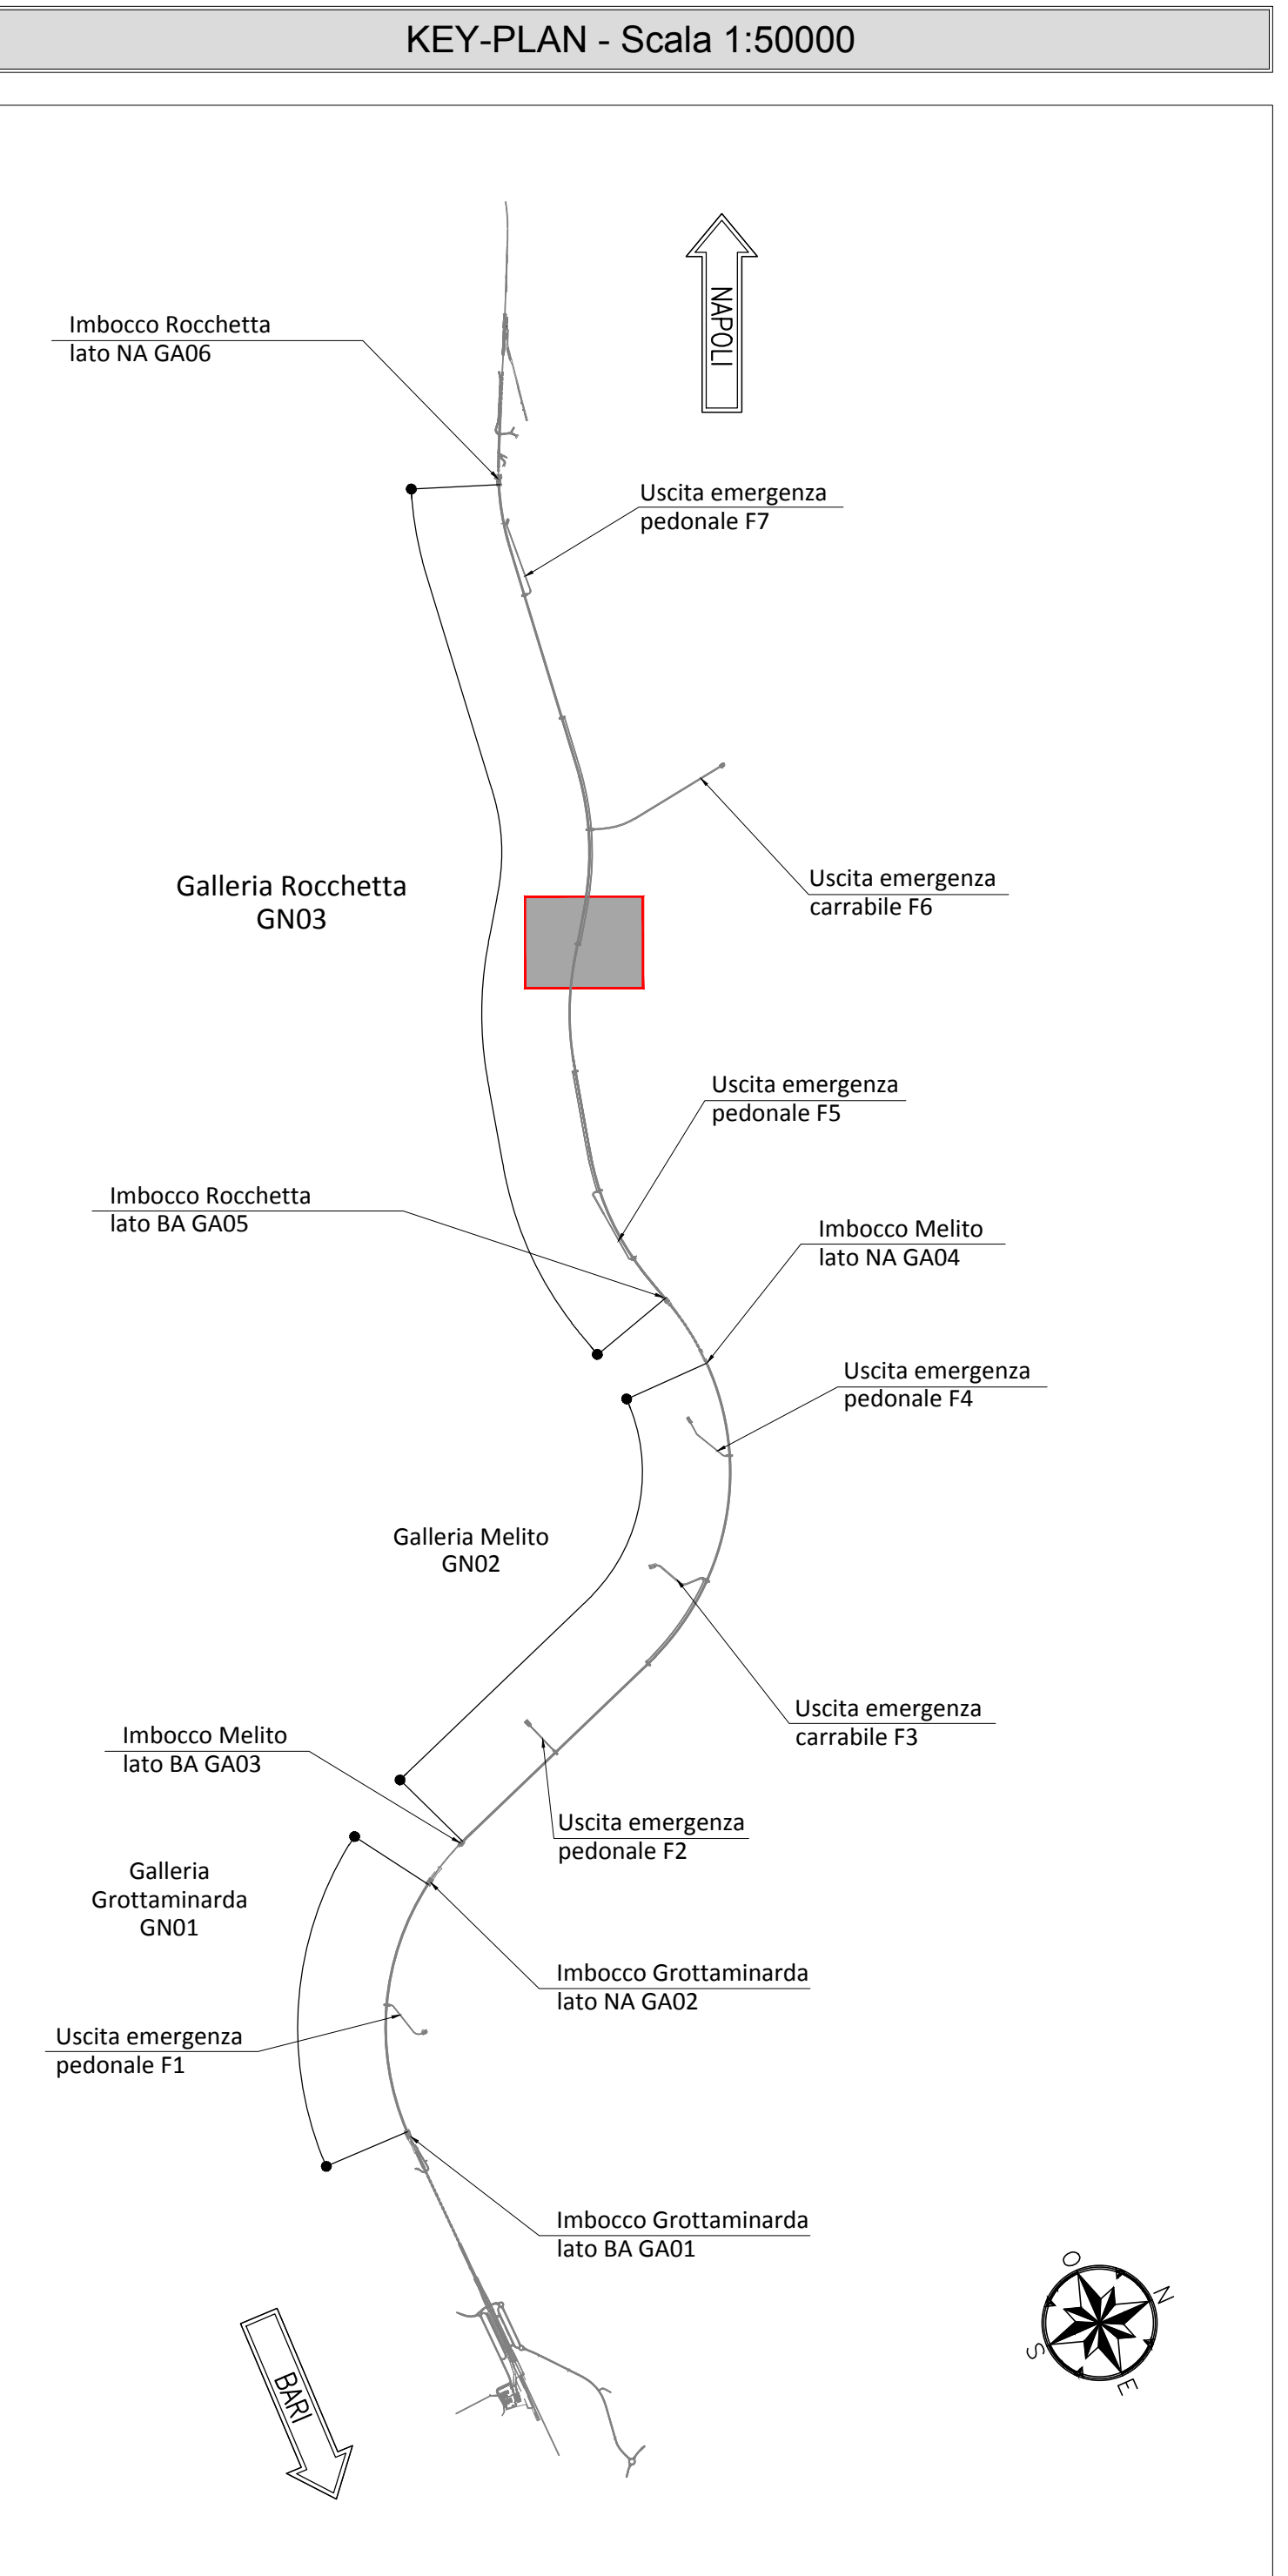 KEY-PLAN - Scala 1:50000
NAPOLI
Imbocco Rocchetta
lato NA GA06
Uscita emergenza
pedonale F7
Galleria Rocchetta
GN03
Uscita emergenza
carrabile F6
Uscita emergenza
pedonale F5
Imbocco Rocchetta
lato BA GA05
Imbocco Melito
lato NA GA04
Uscita emergenza
pedonale F4
Galleria Melito
GN02
Uscita emergenza
carrabile F3
Imbocco Melito
lato BA GA03
Uscita emergenza
pedonale F2
Galleria
Grottaminarda
GN01
Imbocco Grottaminarda
lato NA GA02
Uscita emergenza
pedonale F1
Imbocco Grottaminarda
lato BA GA01
O
N
S
E
BARI